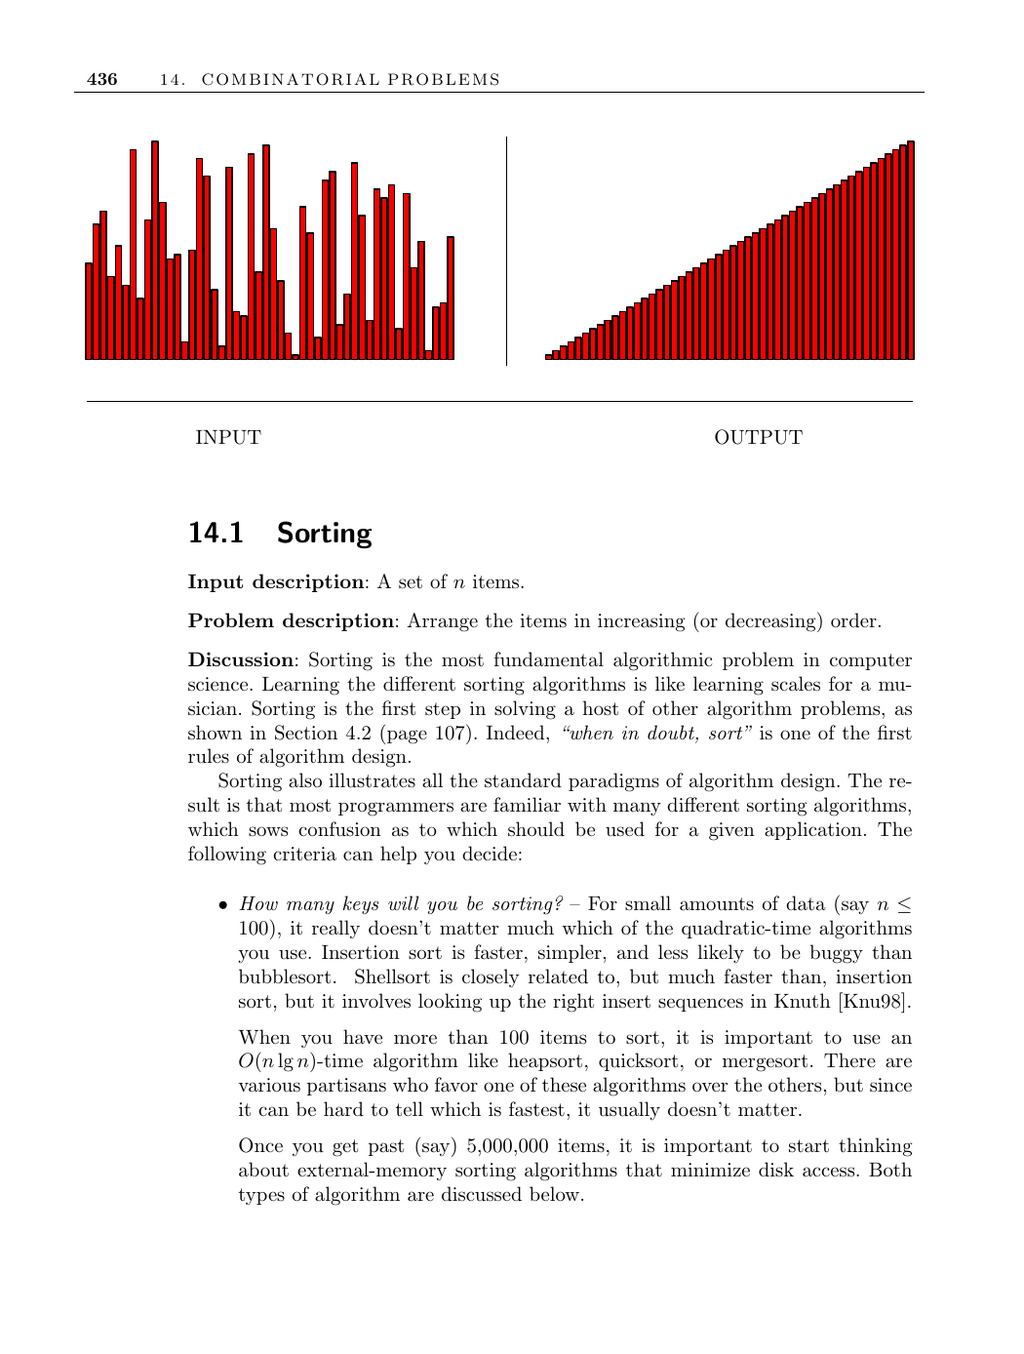 436 14. COMBINATORIAL PROBLEMS
INPUT OUTPUT
14.1 Sorting
Input description: A set of n items.
Problem description: Arrange the items in increasing (or decreasing) order.
Discussion: Sorting is the most fundamental algorithmic problem in computer
science. Learning the different sorting algorithms is like learning scales for a mu-
sician. Sorting is the first step in solving a host of other algorithm problems, as
shown in Section 4.2 (page 107). Indeed, “when in doubt, sort” is one of the first
rules of algorithm design.
Sorting also illustrates all the standard paradigms of algorithm design. The re-
sult is that most programmers are familiar with many different sorting algorithms,
which sows confusion as to which should be used for a given application. The
following criteria can help you decide:
• How many keys will you be sorting? – For small amounts of data (say n ≤
100), it really doesn’t matter much which of the quadratic-time algorithms
you use. Insertion sort is faster, simpler, and less likely to be buggy than
bubblesort. Shellsort is closely related to, but much faster than, insertion
sort, but it involves looking up the right insert sequences in Knuth [Knu98].
When you have more than 100 items to sort, it is important to use an
O(n lg n)-time algorithm like heapsort, quicksort, or mergesort. There are
various partisans who favor one of these algorithms over the others, but since
it can be hard to tell which is fastest, it usually doesn’t matter.
Once you get past (say) 5,000,000 items, it is important to start thinking
about external-memory sorting algorithms that minimize disk access. Both
types of algorithm are discussed below.